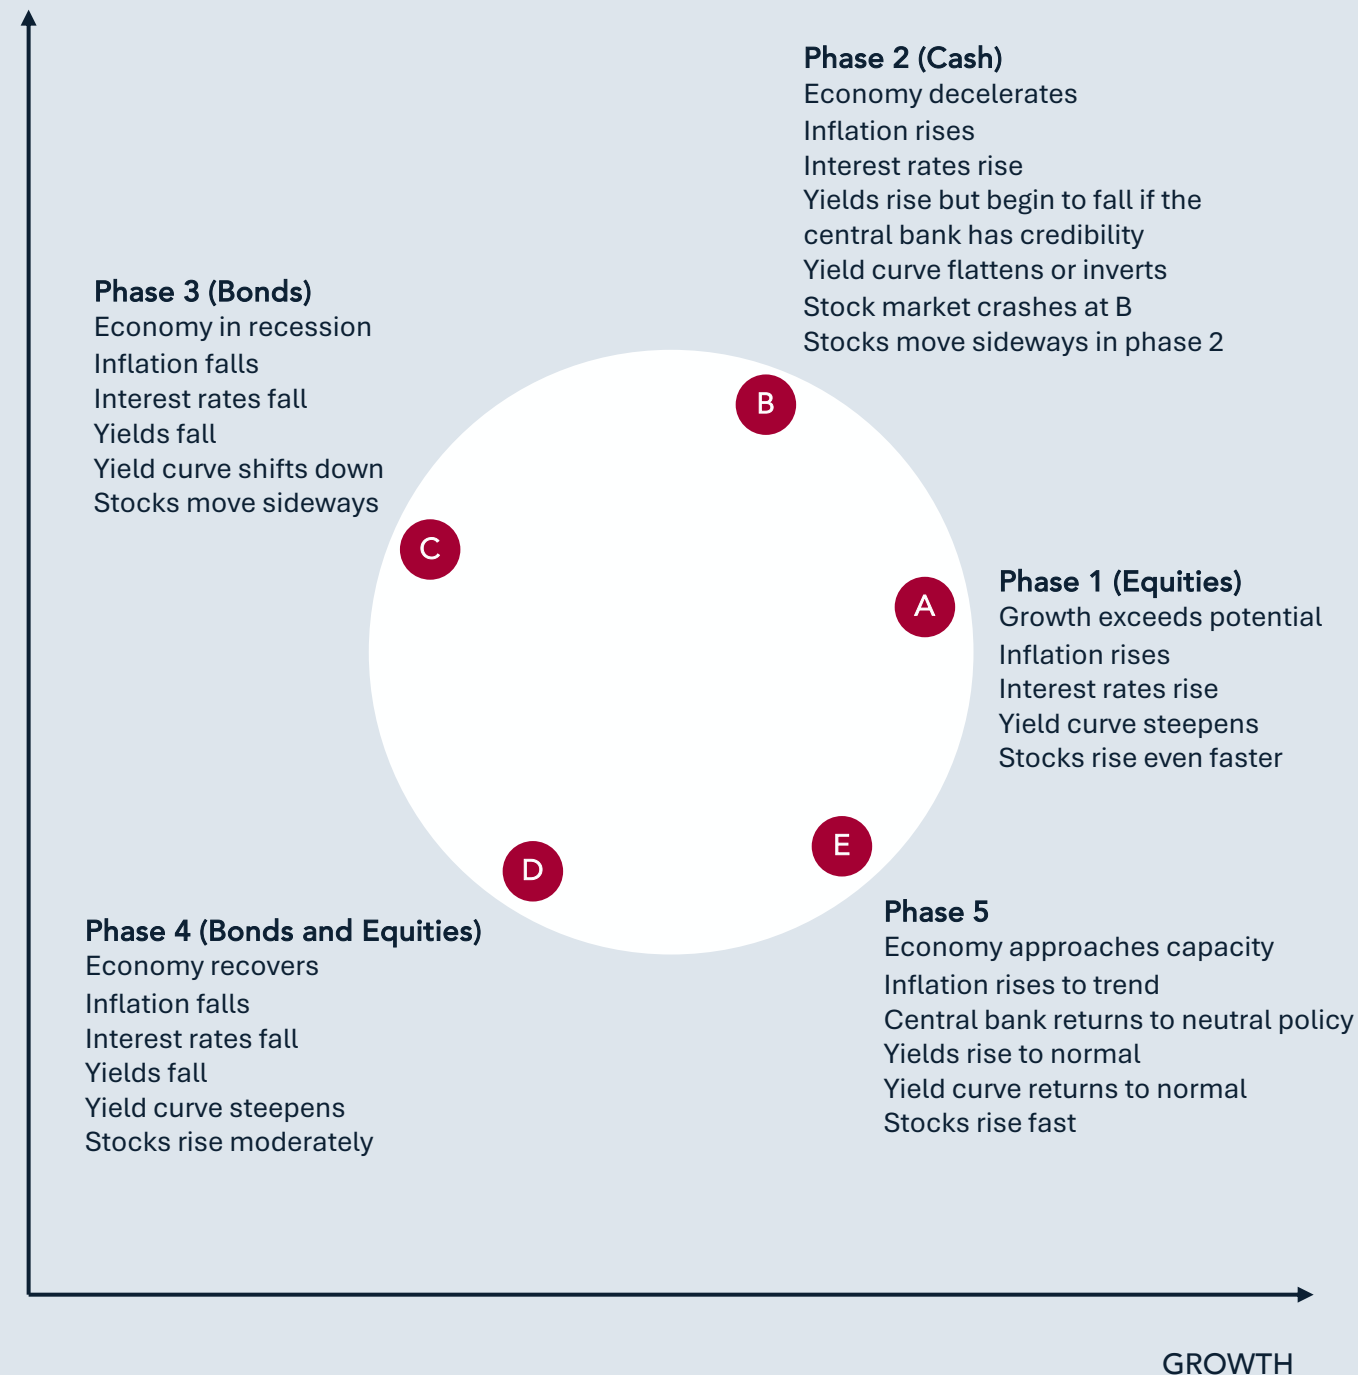 Phase 2 (Cash)
Economy decelerates
Inflation rises
Interest rates rise
Yields rise but begin to fall if the
central bank has credibility
Yield curve flattens or inverts
Stock market crashes at B
Stocks move sideways in phase 2
Phase 3 (Bonds)
Economy in recession
Inflation falls
Interest rates fall
Yields fall
Yield curve shifts down
Stocks move sideways
B
C
A
Phase 1 (Equities)
Growth exceeds potential
Inflation rises
Interest rates rise
Yield curve steepens
Stocks rise even faster
E
D
Phase 4 (Bonds and Equities)
Economy recovers
Inflation falls
Interest rates fall
Yields fall
Yield curve steepens
Stocks rise moderately
Phase 5
Economy approaches capacity
Inflation rises to trend
Central bank returns to neutral policy
Yields rise to normal
Yield curve returns to normal
Stocks rise fast
GROWTH